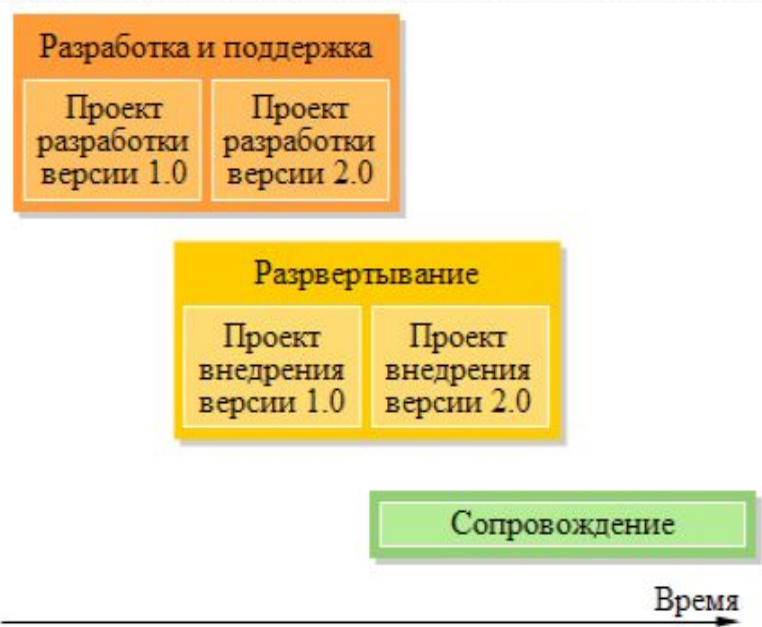 Разработка и поддержка
Проект
разработки
версии 1.0
Проект
разработки
версии 2.0
Разрвертывание
Проект
внедрения
версии 1.0
Проект
внедрения
версии 2.0
Сопровождение
Время